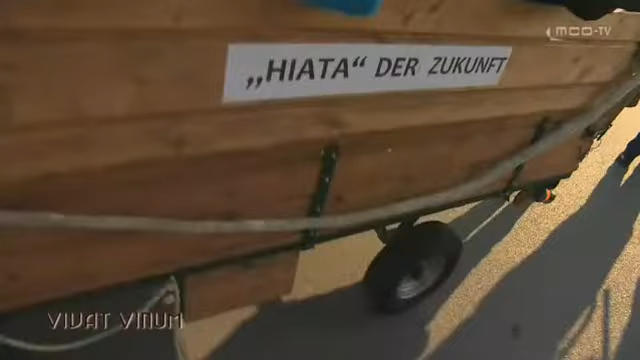 MOO-TV
„HIATA“ DER ZUKUNFT
VIVAT VINUM